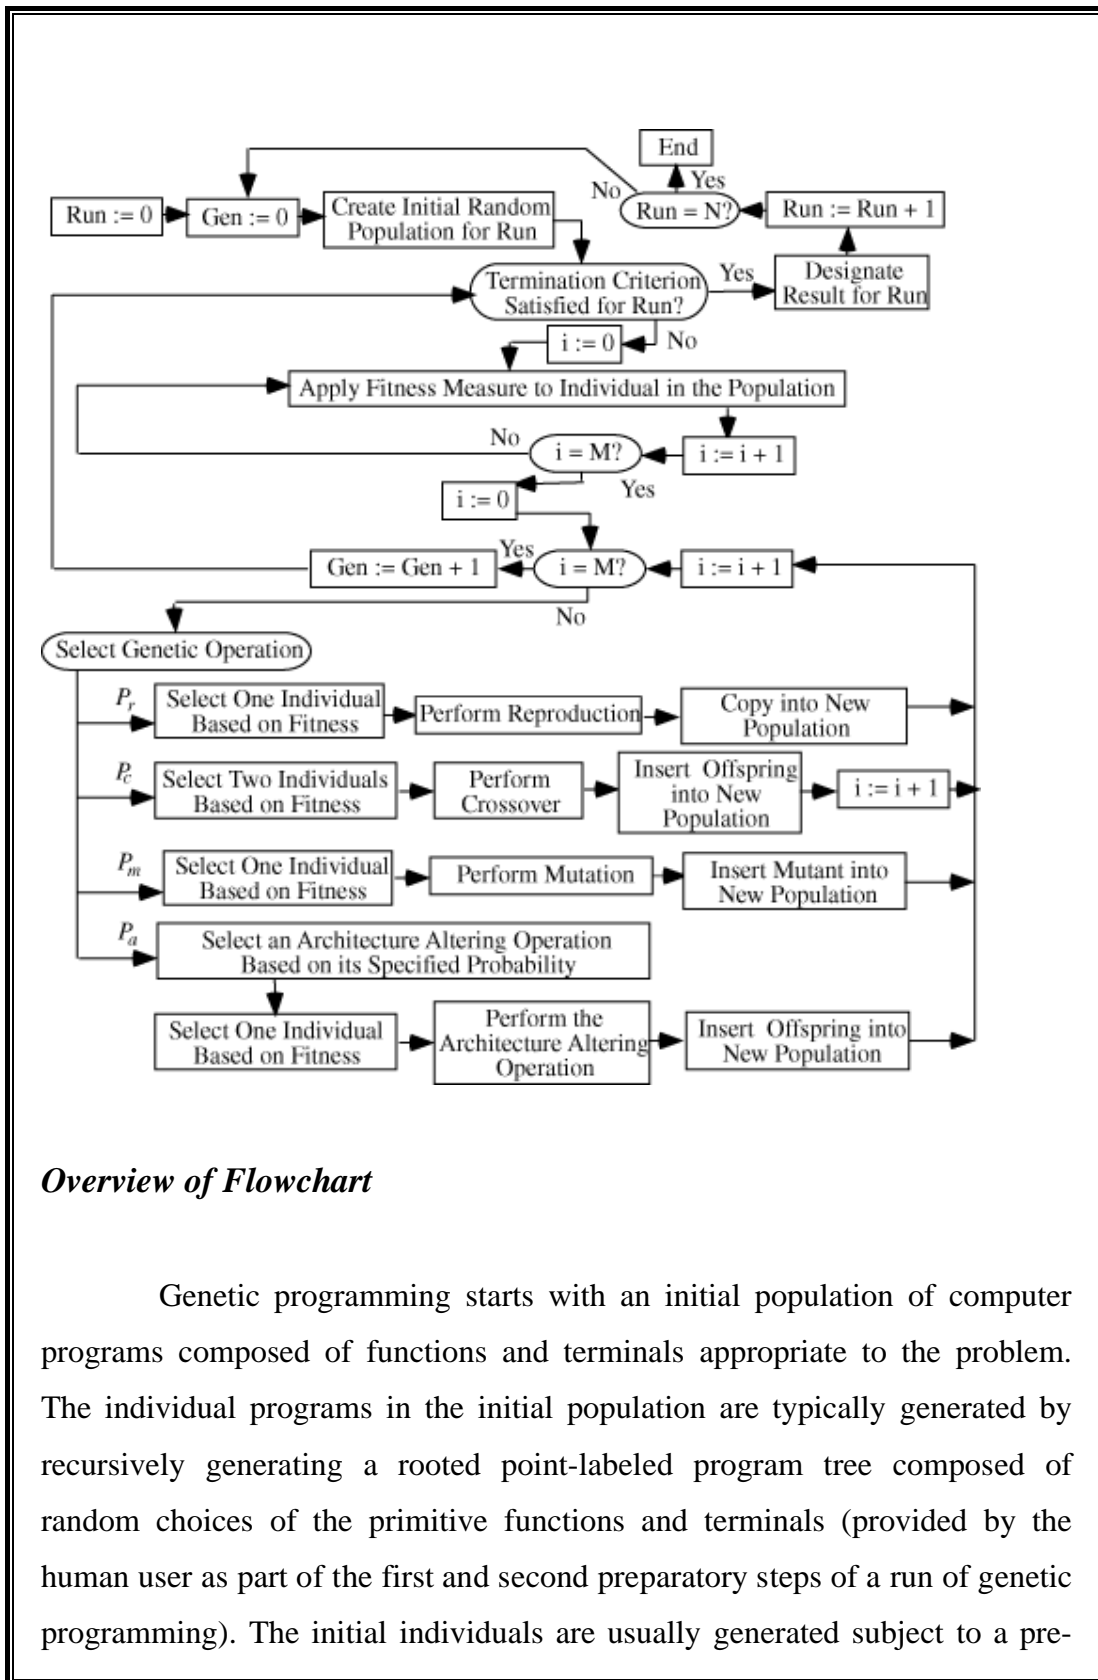 End
No
Yes
Run := 0
Gen := 0
Create Initial Random
Population for Run
Run = N?
Run := Run + 1
Termination Criterion
Satisfied for Run?
Yes
Designate
Result for Run
i := 0
No
Apply Fitness Measure to Individual in the Population
No
i = M?
i := i + 1
Yes
i := 0
Gen := Gen + 1
Yes
i = M?
i := i + 1
No
Select Genetic Operation
Pr
Select One Individual
Based on Fitness
Perform Reproduction
Copy into New
Population
Pc
Select Two Individuals
Based on Fitness
Perform
Crossover
Insert Offspring
into New
Population
i := i + 1
Pm
Select One Individual
Based on Fitness
Perform Mutation
Insert Mutant into
New Population
Pa
Select an Architecture Altering Operation
Based on its Specified Probability
Select One Individual
Based on Fitness
Perform the
Architecture Altering
Operation
Insert Offspring into
New Population
Overview of Flowchart
Genetic programming starts with an initial population of computer
programs composed of functions and terminals appropriate to the problem.
The individual programs in the initial population are typically generated by
recursively generating a rooted point-labeled program tree composed of
random choices of the primitive functions and terminals (provided by the
human user as part of the first and second preparatory steps of a run of genetic
programming). The initial individuals are usually generated subject to a pre-